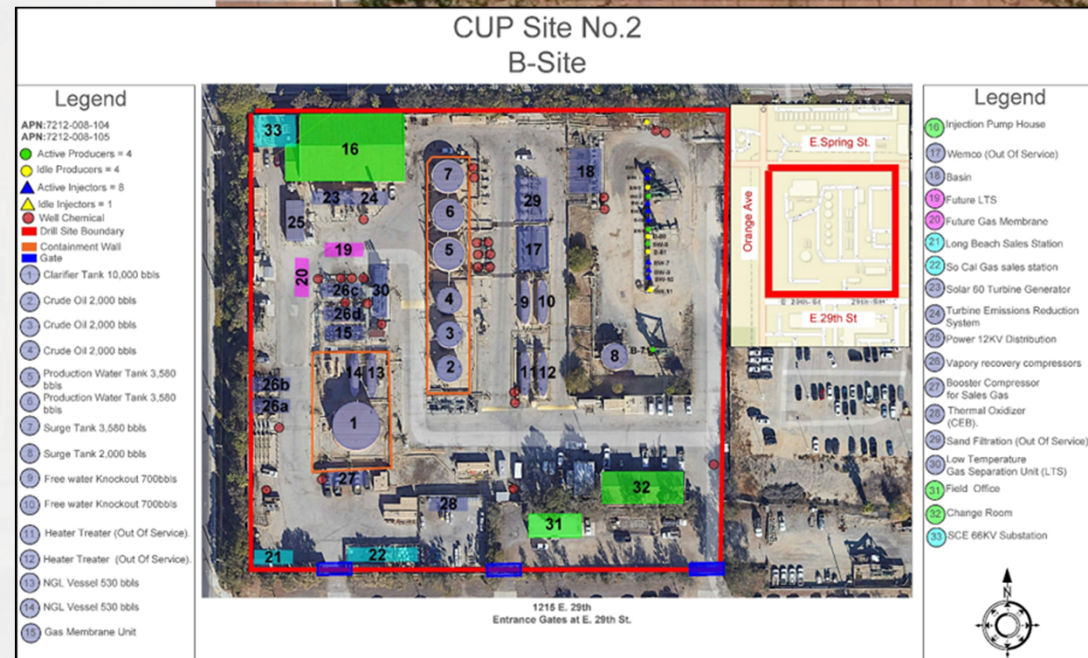 CUP Site No.2
B-Site
Legend
APN:7212-008-104
APN:7212-008-105
Active Producers = 4
Idle Producers = 4
Active Injectors = 8
Idle Injectors = 1
Well Chemical
Drill Site Boundary
Containment Wall
Gate
1 Clarifier Tank 10,000 bbls
2 Crude Oil 2,000 bbls
3 Crude Oil 2,000 bbls
4 Crude Oil 2,000 bbls
5 Production Water Tank 3,580
bbls
6 Production Water Tank 3,580
bbls
7 Surge Tank 3,580 bbls
8 Surge Tank 2,000 bbls
9 Free water Knockout 700bbls
10 Free water Knockout 700bbls
11 Heater Treater (Out Of Service).
12 Heater Treater (Out Of Service).
13 NGL Vessel 530 bbls
14 NGL Vessel 530 bbls
15 Gas Membrane Unit
33
16
7
18
23 24
29
6
25
19
5
17
20
26c
30
4
9 10
26d
15
3
8
B-7
2
14 13
11 12
26b
26a
1
27
32
28
31
21
22
E.Spring St.
Orange Ave
E. 29th St
29th St
E.29th St
1215 E. 29th
Entrance Gates at E. 29th St.
Legend
16 Injection Pump House
17 Wemco (Out Of Service)
18 Basin
19 Future LTS
20 Future Gas Membrane
21 Long Beach Sales Station
22 So Cal Gas sales station
23 Solar 60 Turbine Generator
24 Turbine Emissions Reduction
System
25 Power 12KV Distribution
26 Vapory recovery compressors
27 Booster Compressor
for Sales Gas
28 Thermal Oxidizer
(CEB).
29 Sand Filtration (Out Of Service)
30 Low Temperature
Gas Separation Unit (LTS)
31 Field Office
32 Change Room
33 SCE 66KV Substation
N